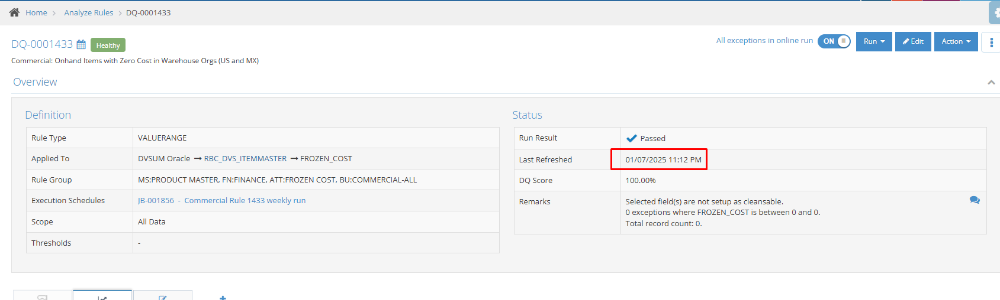 Home > Analyze Rules > DQ-0001433
DQ-0001433 Healthy
All exceptions in online run ON Run Edit Action
Commercial: Onhand Items with Zero Cost in Warehouse Orgs (US and MX)
Overview
Definition
Rule Type VALUERANGE
Applied To DVSUM Oracle → RBC_DVS_ITEMMASTER → FROZEN_COST
Rule Group MS:PRODUCT MASTER, FN:FINANCE, ATT:FROZEN COST, BU:COMMERCIAL-ALL
Execution Schedules JB-001856 - Commercial Rule 1433 weekly run
Scope All Data
Thresholds -
Status
Run Result Passed
Last Refreshed 01/07/2025 11:12 PM
DQ Score 100.00%
Remarks Selected field(s) are not setup as cleansable.
0 exceptions where FROZEN_COST is between 0 and 0.
Total record count: 0.